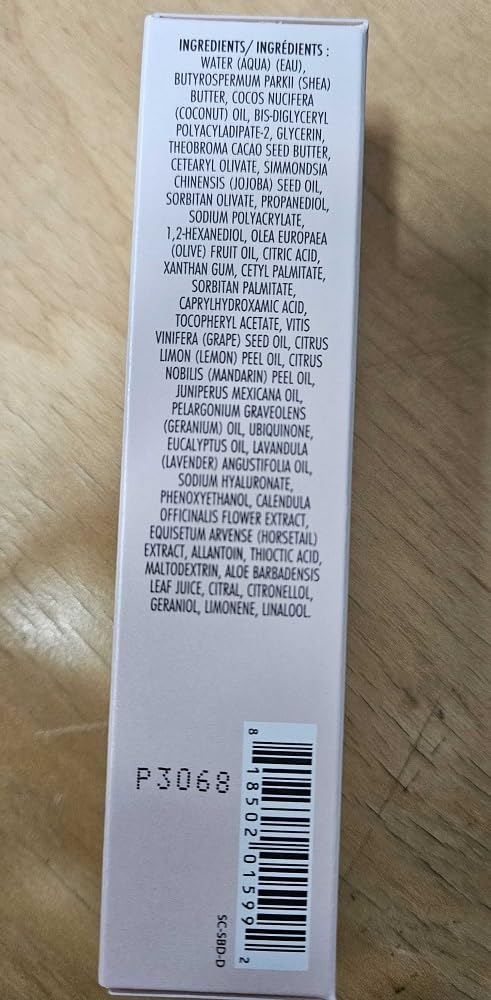 INGREDIENTS/ INGRÉDIENTS :
WATER (AQUA) (EAU),
BUTYROSPERMUM PARKII (SHEA)
BUTTER, COCOS NUCIFERA
(COCONUT) OIL, BIS-DIGLYCERYL
POLYACYLADIPATE-2, GLYCERIN,
THEOBROMA CACAO SEED BUTTER,
CETEARYL OLIVATE, SIMMONDSIA
CHINENSIS (JOJOBA) SEED OIL,
SORBITAN OLIVATE, PROPANEDIOL,
SODIUM POLYACRYLATE,
1,2-HEXANEDIOL, OLEA EUROPAEA
(OLIVE) FRUIT OIL, CITRIC ACID,
XANTHAN GUM, CETYL PALMITATE,
SORBITAN PALMITATE,
CAPRYLHYDROXAMIC ACID,
TOCOPHERYL ACETATE, VITIS
VINIFERA (GRAPE) SEED OIL, CITRUS
LIMON (LEMON) PEEL OIL, CITRUS
NOBILIS (MANDARIN) PEEL OIL,
JUNIPERUS MEXICANA OIL,
PELARGONIUM GRAVEOLENS
(GERANIUM) OIL, UBIQUINONE,
EUCALYPTUS OIL, LAVANDULA
(LAVENDER) ANGUSTIFOLIA OIL,
SODIUM HYALURONATE,
PHENOXYETHANOL, CALENDULA
OFFICINALIS FLOWER EXTRACT,
EQUISETUM ARVENSE (HORSETAIL)
EXTRACT, ALLANTOIN, THIOCTIC ACID,
MALTODEXTRIN, ALOE BARBADENSIS
LEAF JUICE, CITRAL, CITRONELLOL,
GERANIOL, LIMONENE, LINALOOL.
P3068
8 18502 01599 2
SC-SBD-D